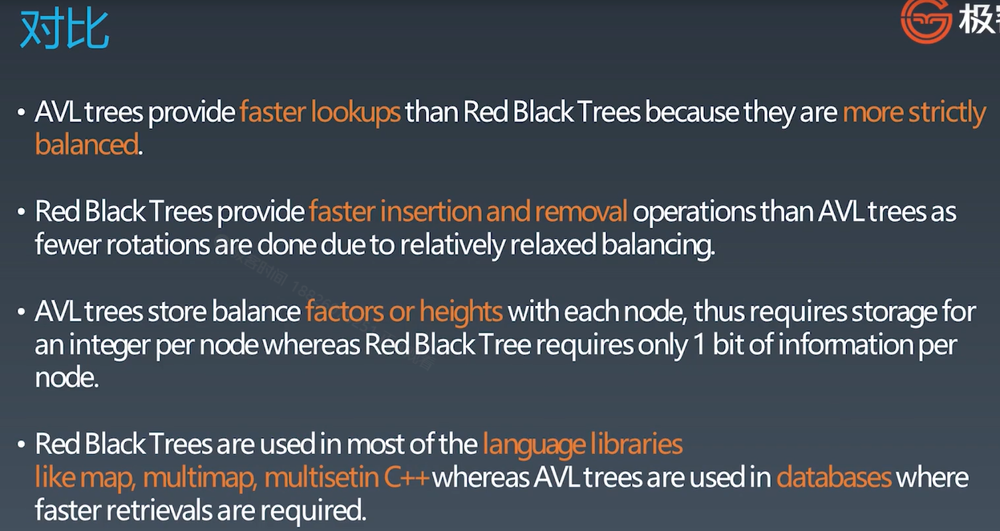 对比
极客
• AVL trees provide faster lookups than Red Black Trees because they are more strictly
balanced.
• Red Black Trees provide faster insertion and removal operations than AVL trees as
fewer rotations are done due to relatively relaxed balancing.
• AVL trees store balance factors or heights with each node, thus requires storage for
an integer per node whereas Red Black Tree requires only 1 bit of information per
node.
• Red Black Trees are used in most of the language libraries
like map, multimap, multisetin C++ whereas AVL trees are used in databases where
faster retrievals are required.